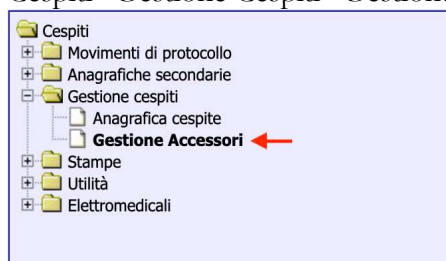 Cespiti
Movimenti di protocollo
Anagrafiche secondarie
Gestione cespiti
Anagrafica cespite
Gestione Accessori
Stampe
Utilità
Elettromedicali